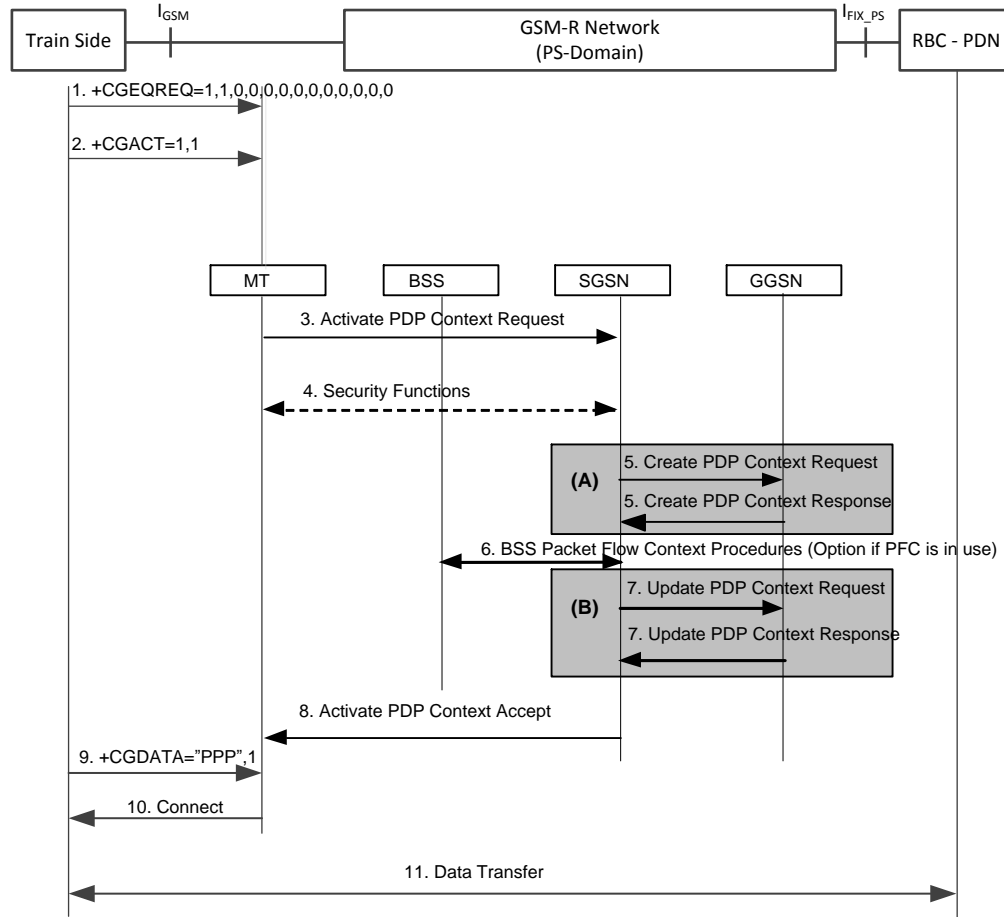 I_GSM
I_FIX_PS
Train Side
GSM-R Network
(PS-Domain)
RBC - PDN
1. +CGEQREQ=1,1,0,0,0,0,0,0,0,0,0,0,0
2. +CGACT=1,1
MT
BSS
SGSN
GGSN
3. Activate PDP Context Request
4. Security Functions
(A)
5. Create PDP Context Request
5. Create PDP Context Response
6. BSS Packet Flow Context Procedures (Option if PFC is in use)
(B)
7. Update PDP Context Request
7. Update PDP Context Response
8. Activate PDP Context Accept
9. +CGDATA=”PPP”,1
10. Connect
11. Data Transfer